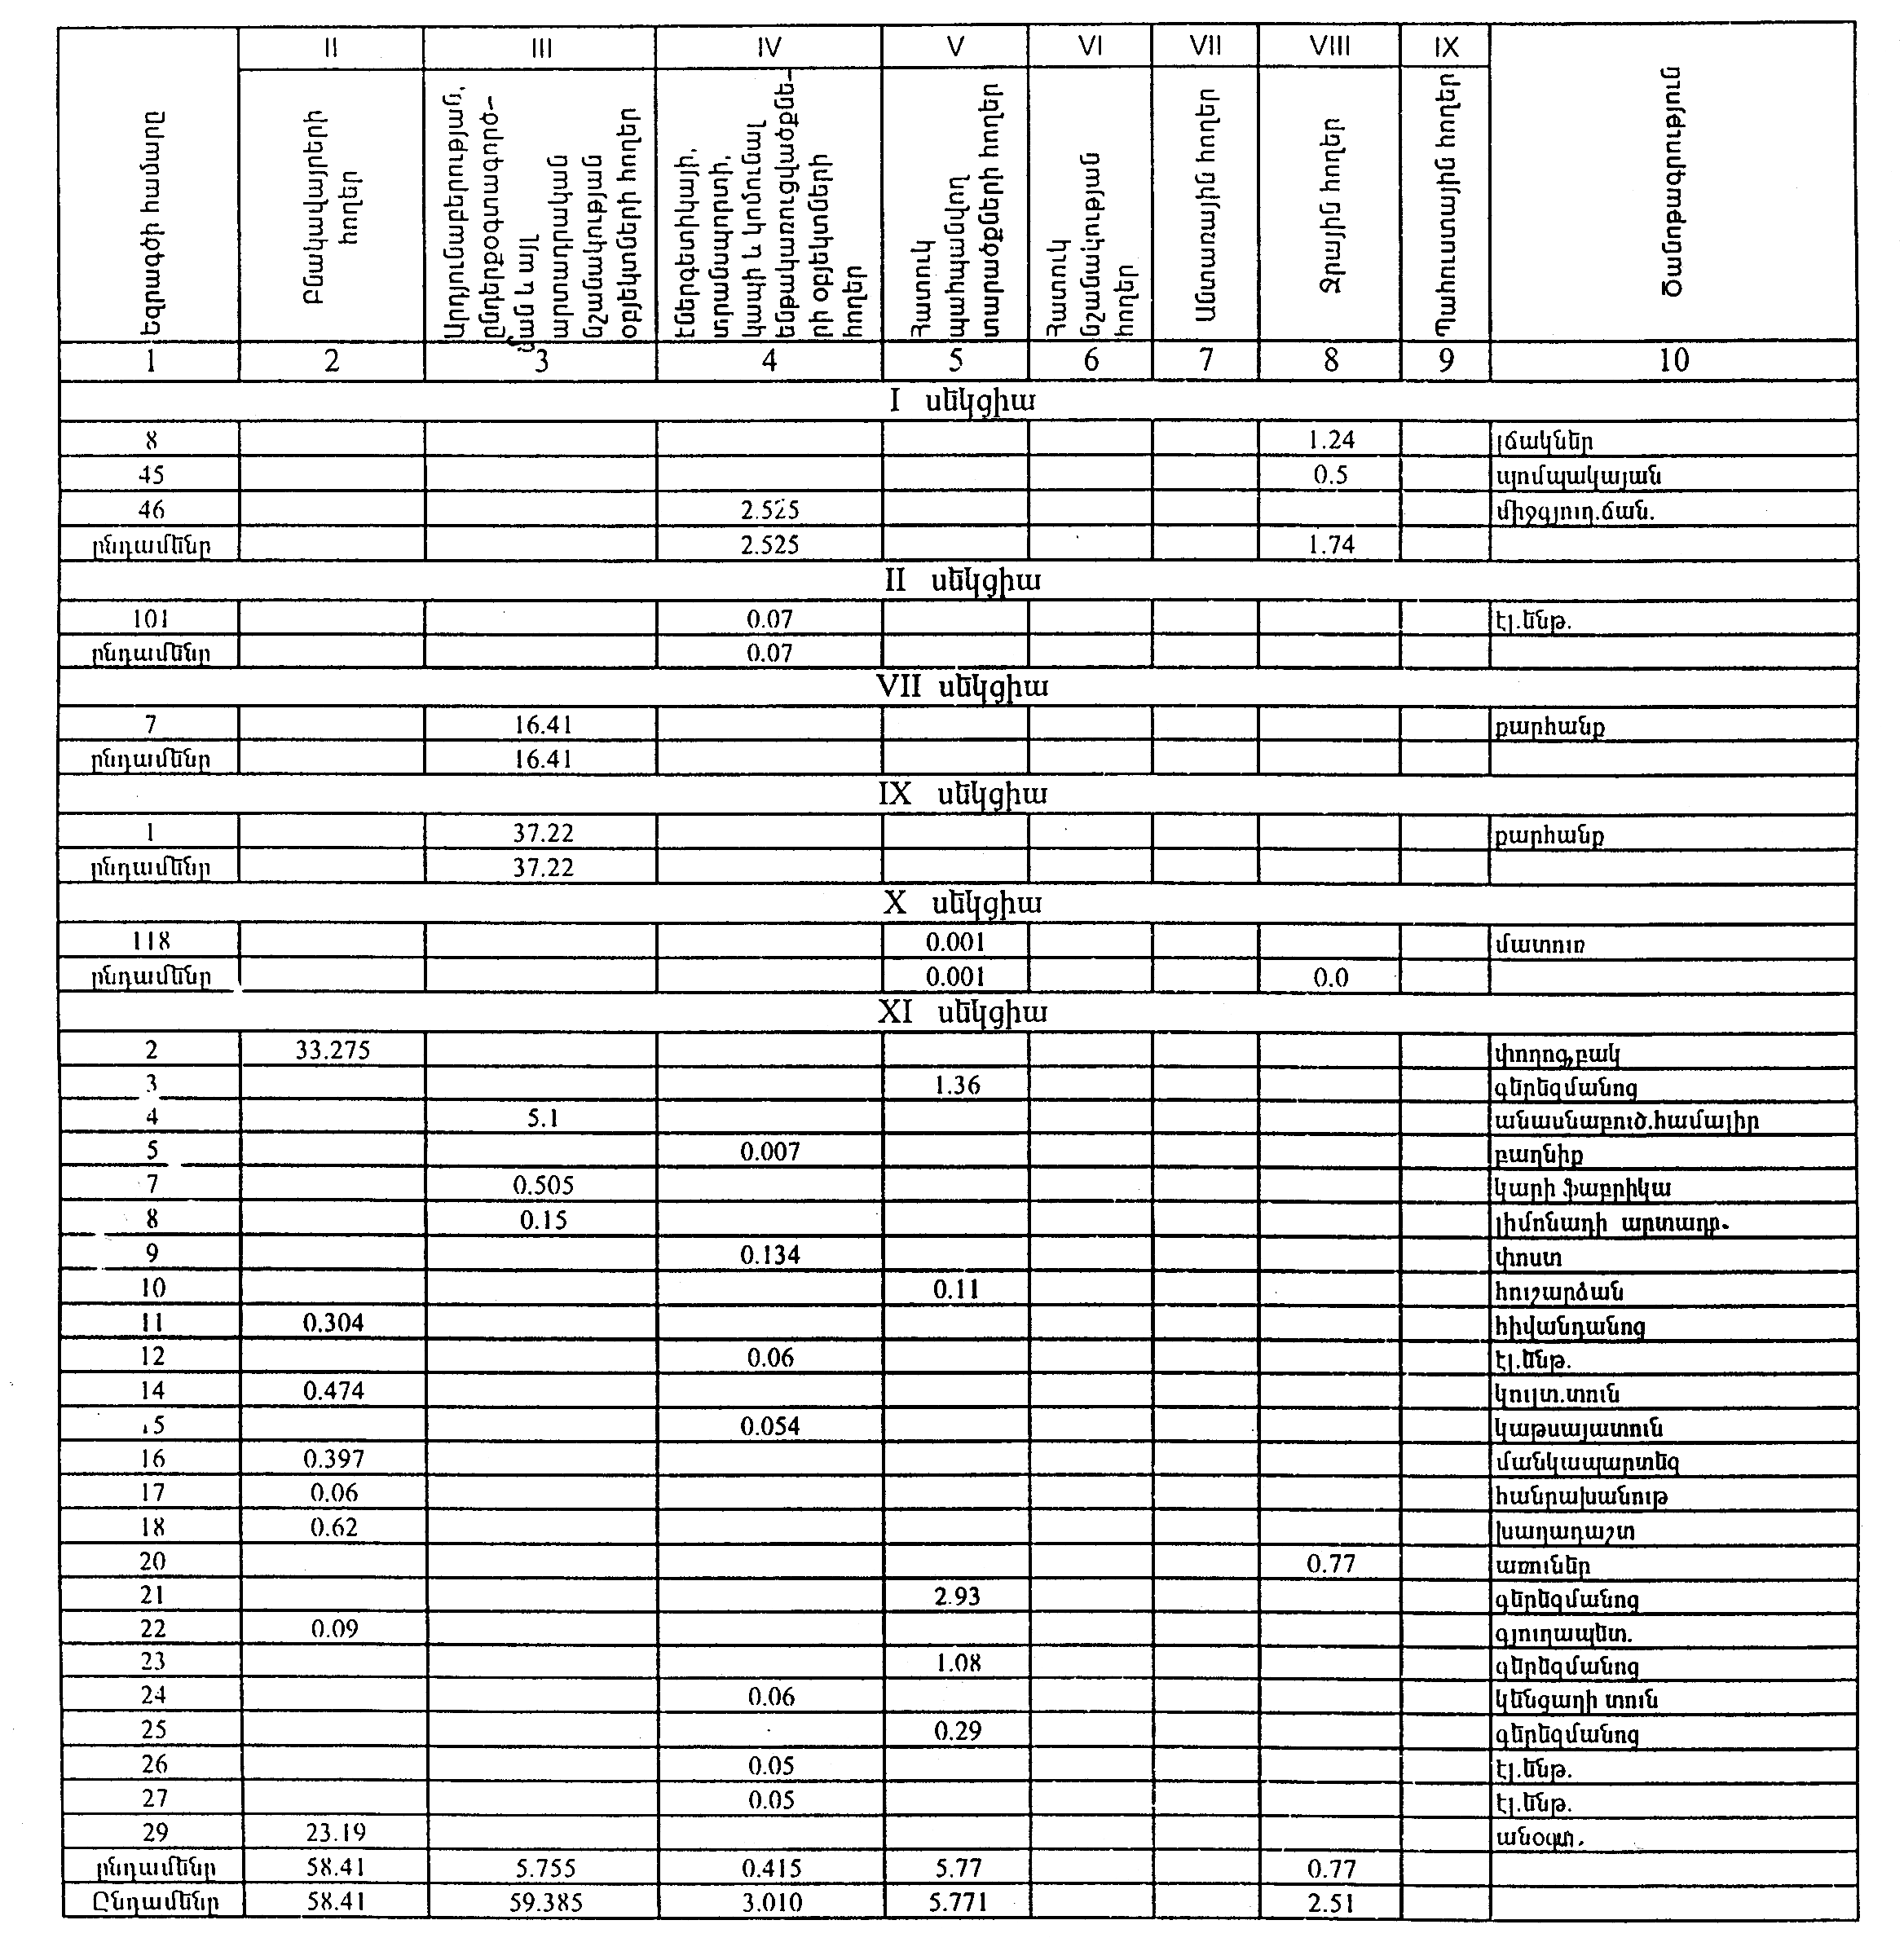 II III IV V VI VII VIII IX
Եզրագծի համարը
Բնակավայրերի հողեր
Արդյունաբերության, ընդերքօգտագործ-
ման և այլ արտադրական նշանակության օբյեկտների հողեր
Էներգետիկայի, տրանսպորտի, կապի և կոմունալ ենթակառուցվածքնե-
րի օբյեկտների հողեր
Հատուկ պահպանվող տարածքների հողեր
Հատուկ նշանակության հողեր
Անտառային հողեր
Ջրային հողեր
Պահուստային հողեր
Ծանոթություն
1 2 3 4 5 6 7 8 9 10
I սեկցիա
8 1.24 լճակներ
45 0.5 պոմպակայան
46 2.525 միջգյուղ.ճան.
ընդամենը 2.525 1.74
II սեկցիա
101 0.07 էլ.ենթ.
ընդամենը 0.07
VII սեկցիա
7 16.41 քարհանք
ընդամենը 16.41
IX սեկցիա
1 37.22 քարհանք
ընդամենը 37.22
X սեկցիա
118 0.001 մատուռ
ընդամենը 0.001 0.0
XI սեկցիա
2 33.275 փողոց,բակ
3 1.36 գերեզմանոց
4 5.1 անասնաբուծ.համալիր
5 0.007 բաղնիք
7 0.505 կարի ֆաբրիկա
8 0.15 լիմոնադի արտադր.
9 0.134 փոստ
10 0.11 հուշարձան
11 0.304 հիվանդանոց
12 0.06 էլ.ենթ.
14 0.474 կուլտ.տուն
15 0.054 կաթսայատուն
16 0.397 մանկապարտեզ
17 0.06 հանրախանութ
18 0.62 խաղադաշտ
20 0.77 առուներ
21 2.93 գերեզմանոց
22 0.09 գյուղապետ.
23 1.08 գերեզմանոց
24 0.06 կենցաղի տուն
25 0.29 գերեզմանոց
26 0.05 էլ.ենթ.
27 0.05 էլ.ենթ.
29 23.19 անօգտ.
ընդամենը 58.41 5.755 0.415 5.77 0.77
Ընդամենը 58.41 59.385 3.010 5.771 2.51